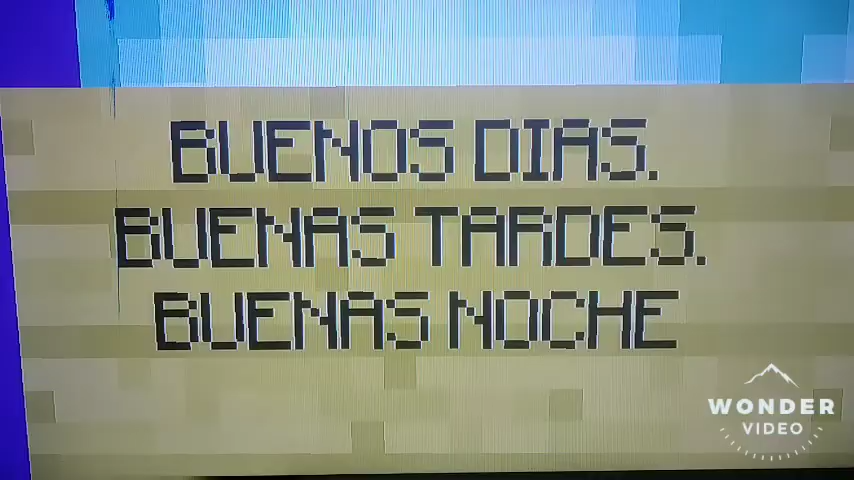 BUENOS DIAS.
BUENAS TARDES.
BUENAS NOCHE
WONDER
VIDEO